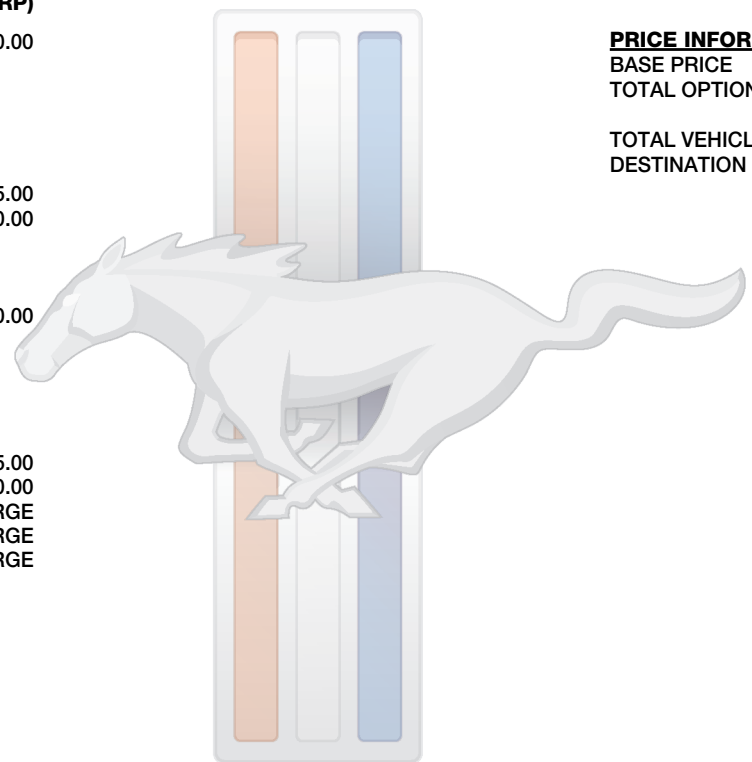 RP)
0.00
5.00
0.00
0.00
5.00
0.00
RGE
RGE
RGE
PRICE INFOR
BASE PRICE
TOTAL OPTION
TOTAL VEHICL
DESTINATION